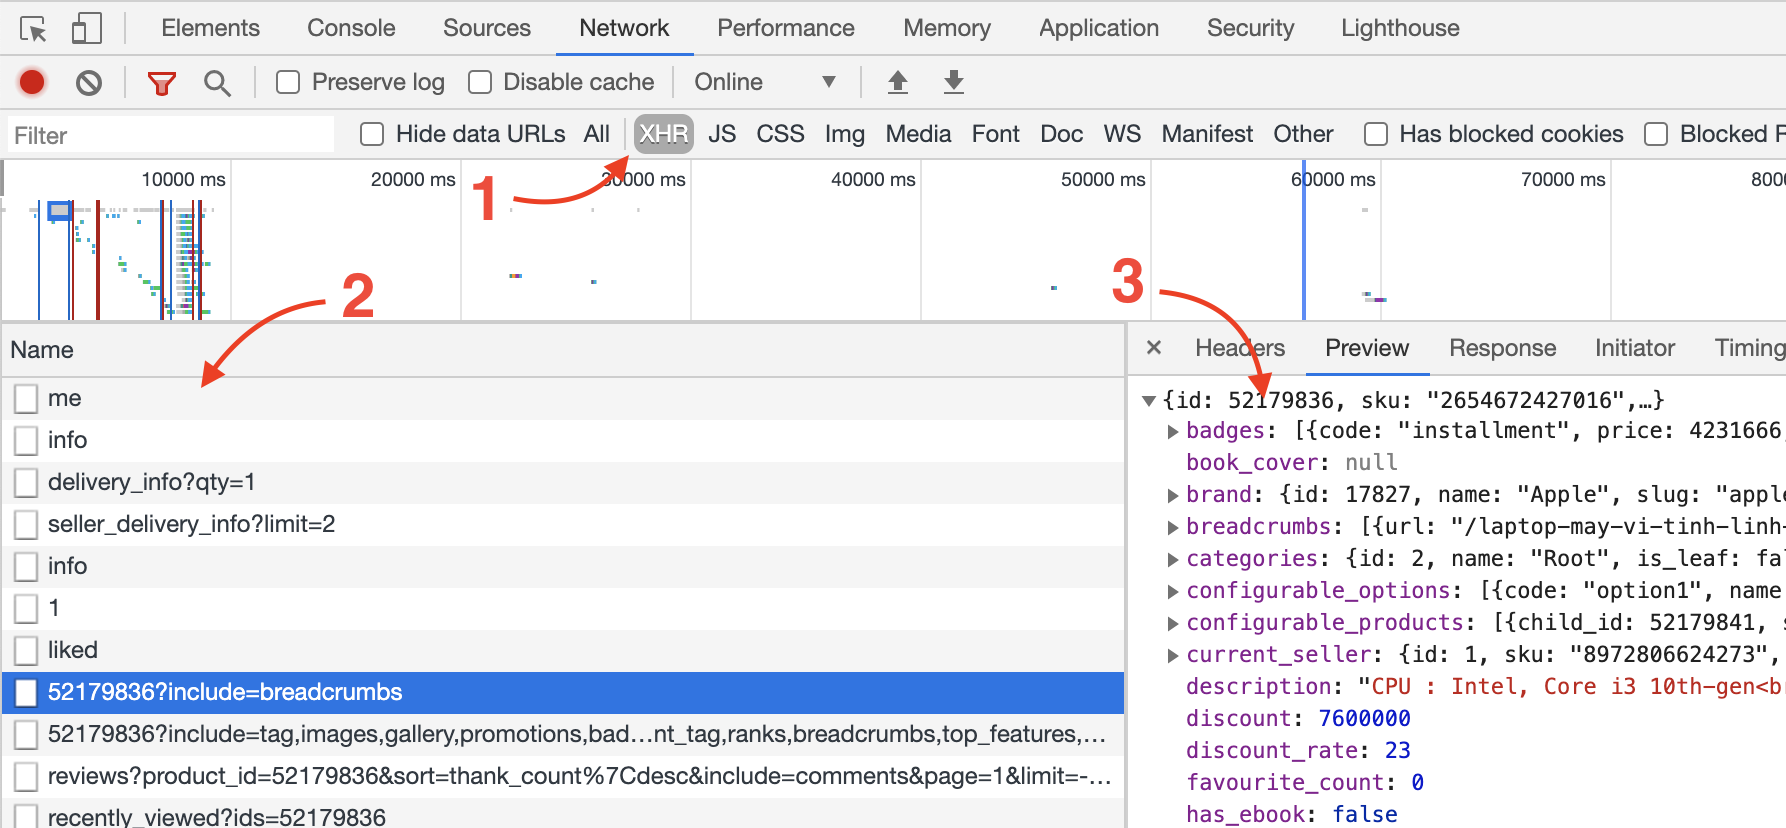 Elements Console Sources Network Performance Memory Application Security Lighthouse
Preserve log Disable cache Online
Filter Hide data URLs All XHR JS CSS Img Media Font Doc WS Manifest Other Has blocked cookies Blocked R
10000 ms 20000 ms 30000 ms 40000 ms 50000 ms 60000 ms 70000 ms 800
1
2
3
Name
me
info
delivery_info?qty=1
seller_delivery_info?limit=2
info
1
liked
52179836?include=breadcrumbs
52179836?include=tag,images,gallery,promotions,bad…nt_tag,ranks,breadcrumbs,top_features,…
reviews?product_id=52179836&sort=thank_count%7Cdesc&include=comments&page=1&limit=-…
recently_viewed?ids=52179836
× Headers Preview Response Initiator Timing
{id: 52179836, sku: "2654672427016",…}
badges: [{code: "installment", price: 4231666,
book_cover: null
brand: {id: 17827, name: "Apple", slug: "apple
breadcrumbs: [{url: "/laptop-may-vi-tinh-linh-
categories: {id: 2, name: "Root", is_leaf: fal
configurable_options: [{code: "option1", name
configurable_products: [{child_id: 52179841, s
current_seller: {id: 1, sku: "8972806624273",
description: "CPU : Intel, Core i3 10th-gen<br
discount: 7600000
discount_rate: 23
favourite_count: 0
has_ebook: false